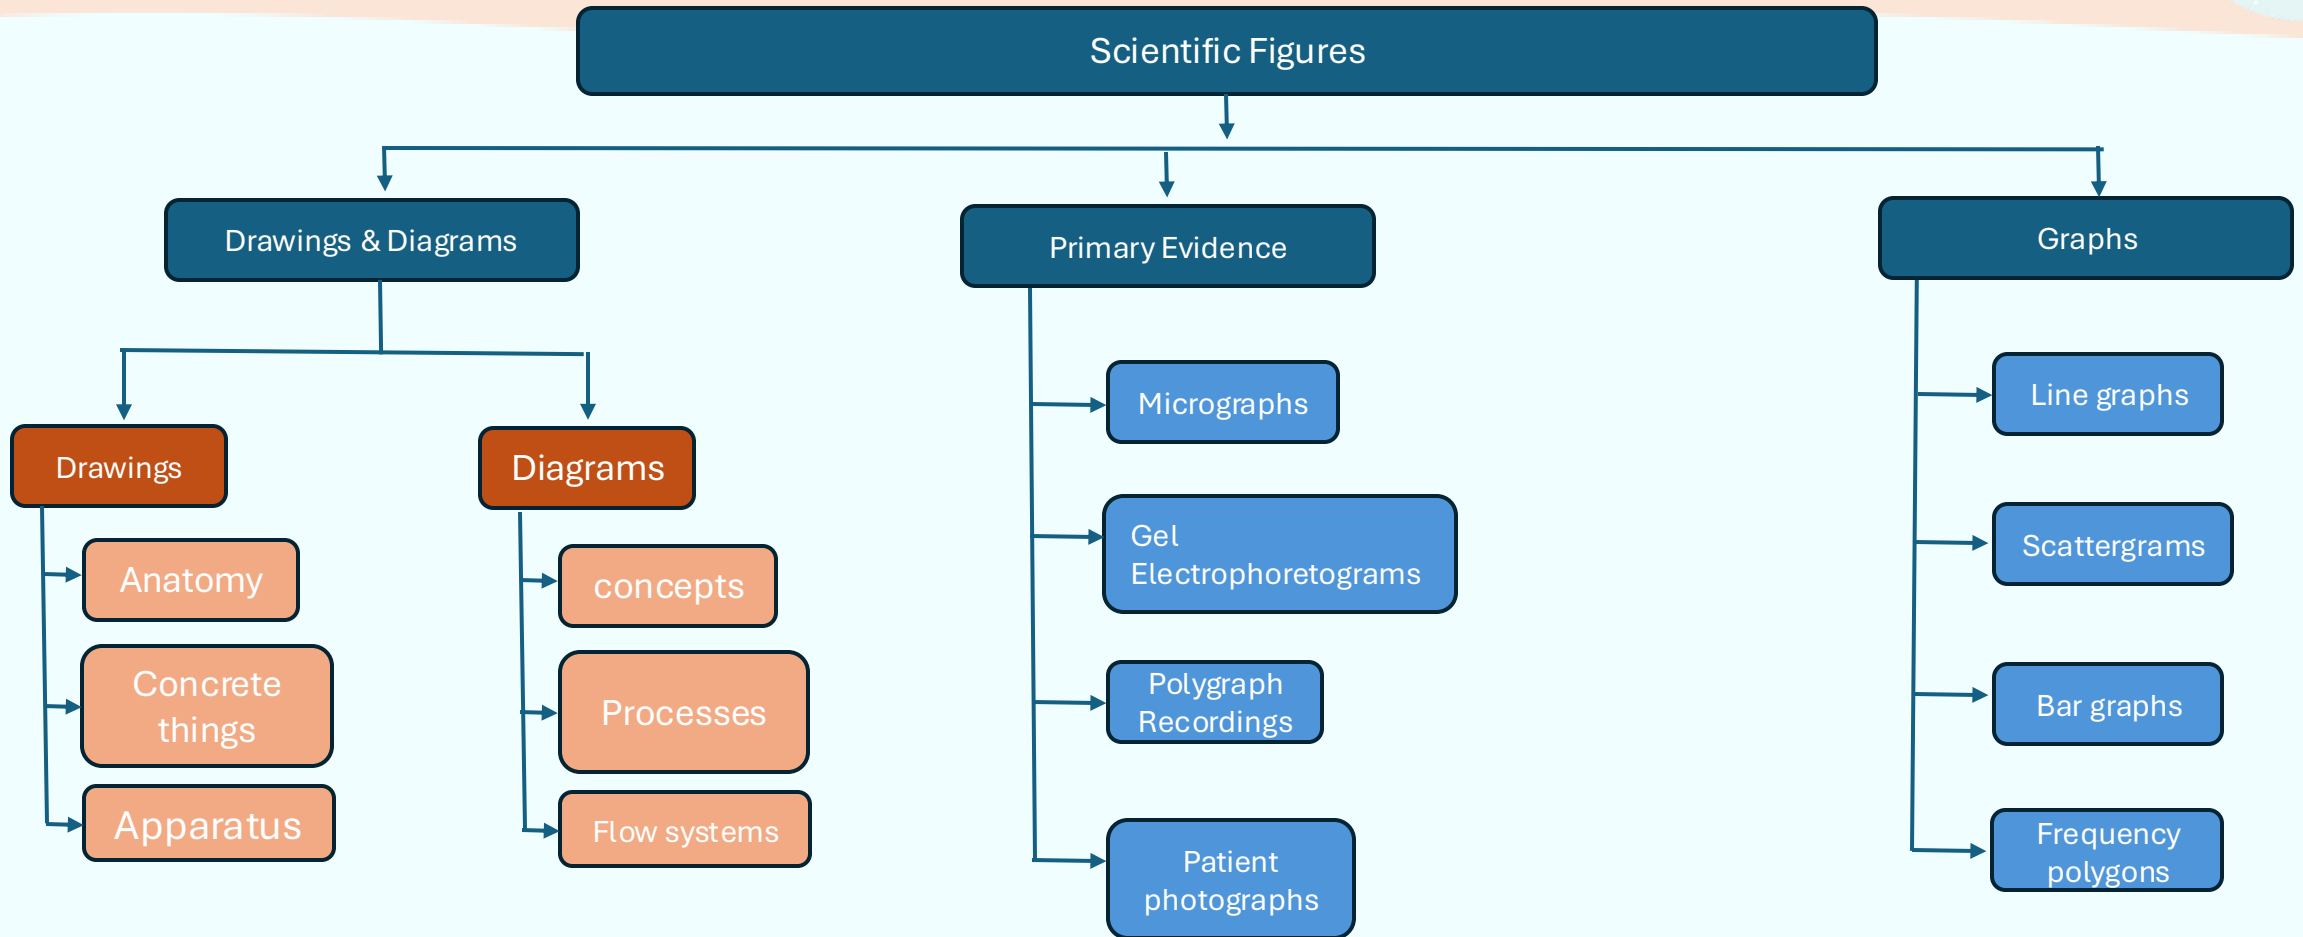 Scientific Figures
Drawings & Diagrams
Primary Evidence
Graphs
Drawings
Anatomy
Concrete
things
Apparatus
Diagrams
concepts
Processes
Flow systems
Micrographs
Gel
Electrophoretograms
Polygraph
Recordings
Patient
photographs
Line graphs
Scattergrams
Bar graphs
Frequency
polygons